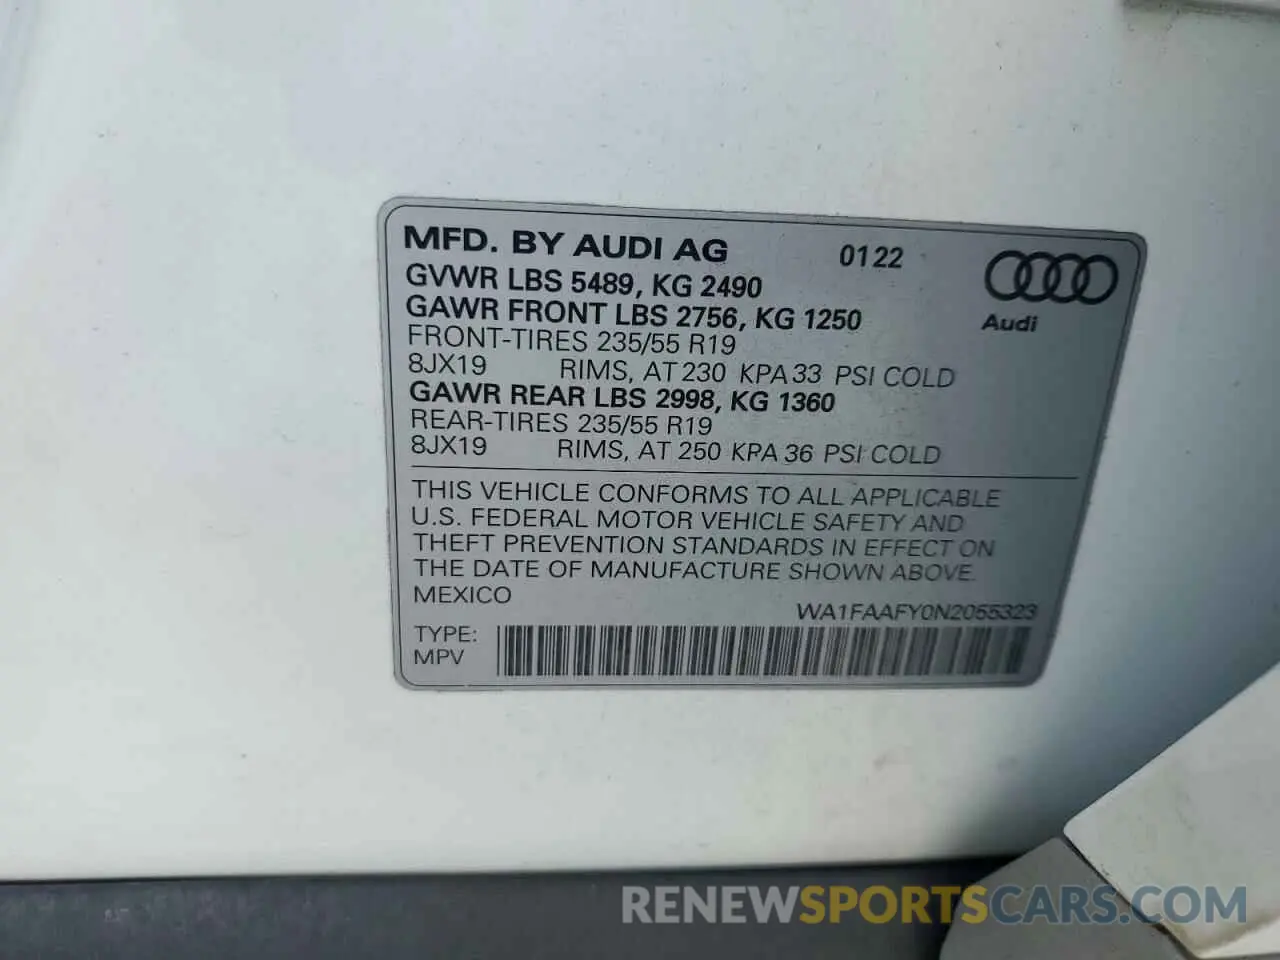 MFD. BY AUDI AG 0122
GVWR LBS 5489, KG 2490
GAWR FRONT LBS 2756, KG 1250
Audi
FRONT-TIRES 235/55 R19
8JX19 RIMS, AT 230 KPA 33 PSI COLD
GAWR REAR LBS 2998, KG 1360
REAR-TIRES 235/55 R19
8JX19 RIMS, AT 250 KPA 36 PSI COLD
THIS VEHICLE CONFORMS TO ALL APPLICABLE
U.S. FEDERAL MOTOR VEHICLE SAFETY AND
THEFT PREVENTION STANDARDS IN EFFECT ON
THE DATE OF MANUFACTURE SHOWN ABOVE.
MEXICO
WA1FAAFY0N2055323
TYPE:
MPV
RENEWSPORTSCARS.COM